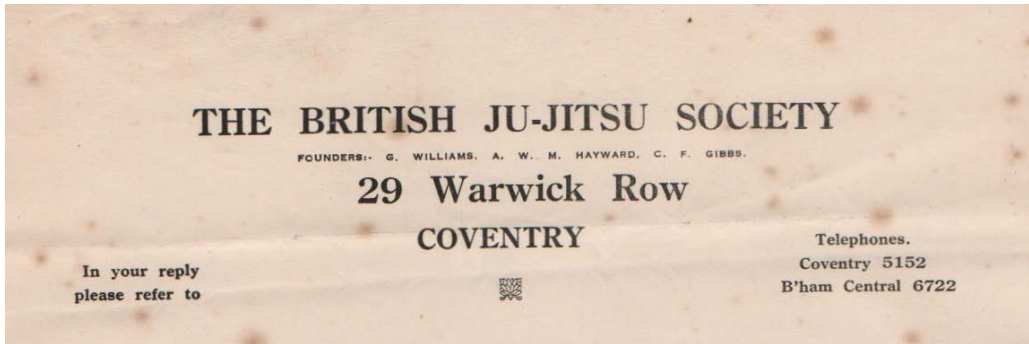 THE BRITISH JU-JITSU SOCIETY
FOUNDERS:- G. WILLIAMS. A. W. M. HAYWARD, C. F. GIBBS.
29 Warwick Row
COVENTRY
In your reply
please refer to
Telephones.
Coventry 5152
B'ham Central 6722